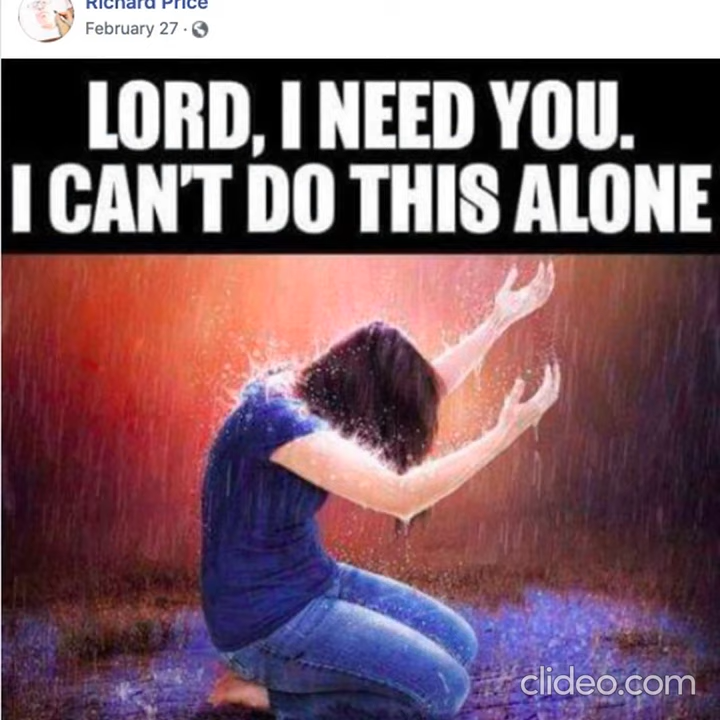 Richard Price
February 27 ·
LORD, I NEED YOU.
I CAN'T DO THIS ALONE
clideo.com